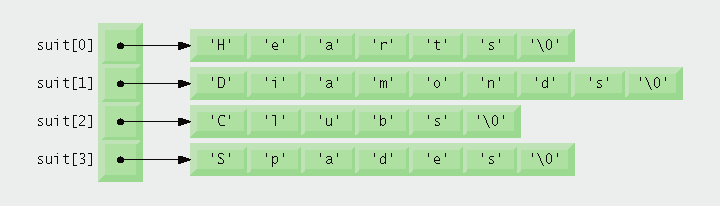 suit[0] 'H' 'e' 'a' 'r' 't' 's' '\0'
suit[1] 'D' 'i' 'a' 'm' 'o' 'n' 'd' 's' '\0'
suit[2] 'C' 'l' 'u' 'b' 's' '\0'
suit[3] 'S' 'p' 'a' 'd' 'e' 's' '\0'